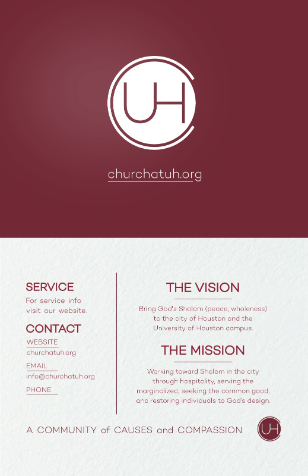 UH
churchatuh.org
SERVICE
For service info
visit our website.
CONTACT
WEBSITE
churchatuh.org
EMAIL
info@churchatuh.org
PHONE
THE VISION
Bring God's Shalom (peace, wholeness)
to the city of Houston and the
University of Houston campus.
THE MISSION
Working toward Shalom in the city
through hospitality, serving the
marginalized, seeking the common good,
and restoring individuals to God's design.
A COMMUNITY of CAUSES and COMPASSION
UH